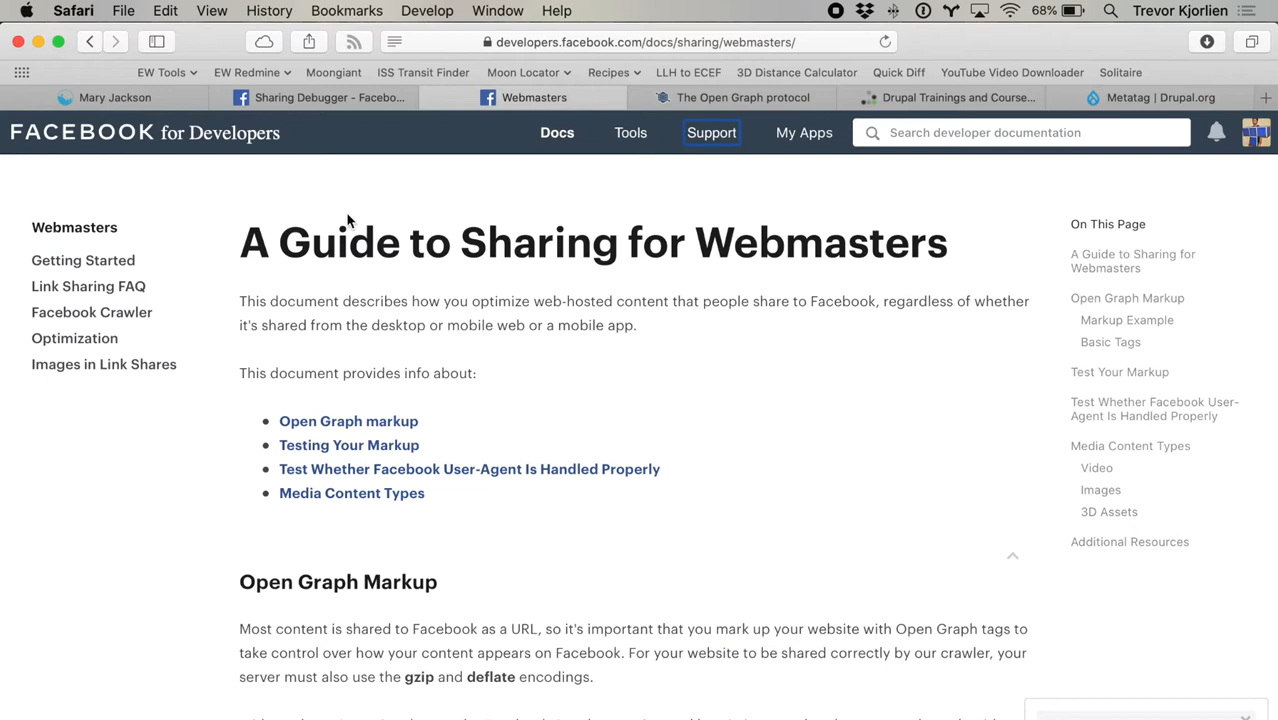 Safari File Edit View History Bookmarks Develop Window Help 68% Trevor Kjorlien
developers.facebook.com/docs/sharing/webmasters/
EW Tools EW Redmine Moongiant ISS Transit Finder Moon Locator Recipes LLH to ECEF 3D Distance Calculator Quick Diff YouTube Video Downloader Solitaire
Mary Jackson Sharing Debugger - Facebo... Webmasters The Open Graph protocol Drupal Trainings and Course... Metatag | Drupal.org
FACEBOOK for Developers Docs Tools Support My Apps Search developer documentation
Webmasters
Getting Started
Link Sharing FAQ
Facebook Crawler
Optimization
Images in Link Shares
A Guide to Sharing for Webmasters
This document describes how you optimize web-hosted content that people share to Facebook, regardless of whether
it's shared from the desktop or mobile web or a mobile app.
This document provides info about:
Open Graph markup
Testing Your Markup
Test Whether Facebook User-Agent Is Handled Properly
Media Content Types
Open Graph Markup
Most content is shared to Facebook as a URL, so it's important that you mark up your website with Open Graph tags to
take control over how your content appears on Facebook. For your website to be shared correctly by our crawler, your
server must also use the gzip and deflate encodings.
On This Page
A Guide to Sharing for
Webmasters
Open Graph Markup
Markup Example
Basic Tags
Test Your Markup
Test Whether Facebook User-
Agent Is Handled Properly
Media Content Types
Video
Images
3D Assets
Additional Resources